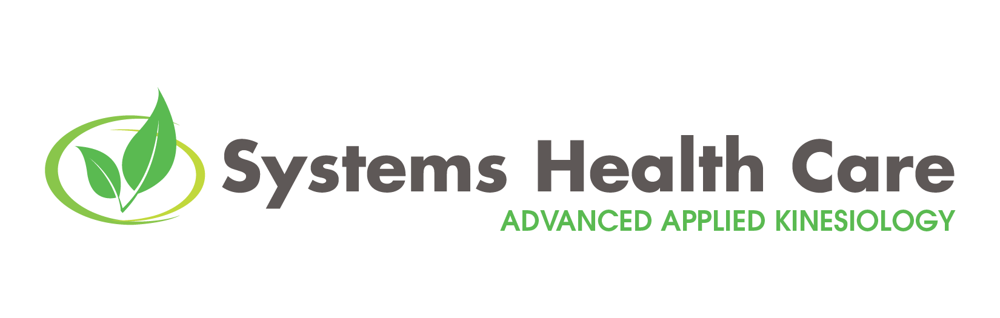 Systems Health Care
ADVANCED APPLIED KINESIOLOGY